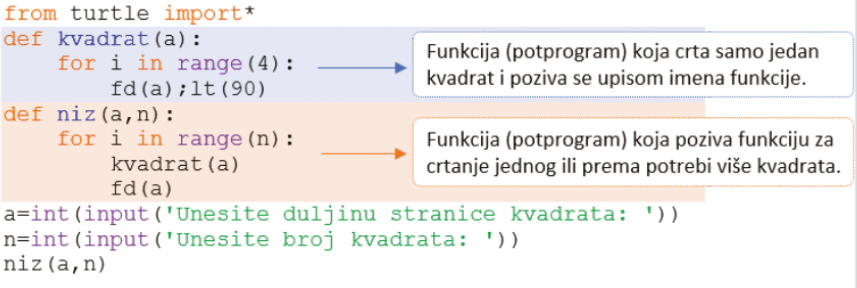 from turtle import*
def kvadrat(a):
    for i in range(4):
        fd(a);lt(90)
Funkcija (potprogram) koja crta samo jedan
kvadrat i poziva se upisom imena funkcije.
def niz(a,n):
    for i in range(n):
        kvadrat(a)
        fd(a)
Funkcija (potprogram) koja poziva funkciju za
crtanje jednog ili prema potrebi više kvadrata.
a=int(input('Unesite duljinu stranice kvadrata: '))
n=int(input('Unesite broj kvadrata: '))
niz(a,n)